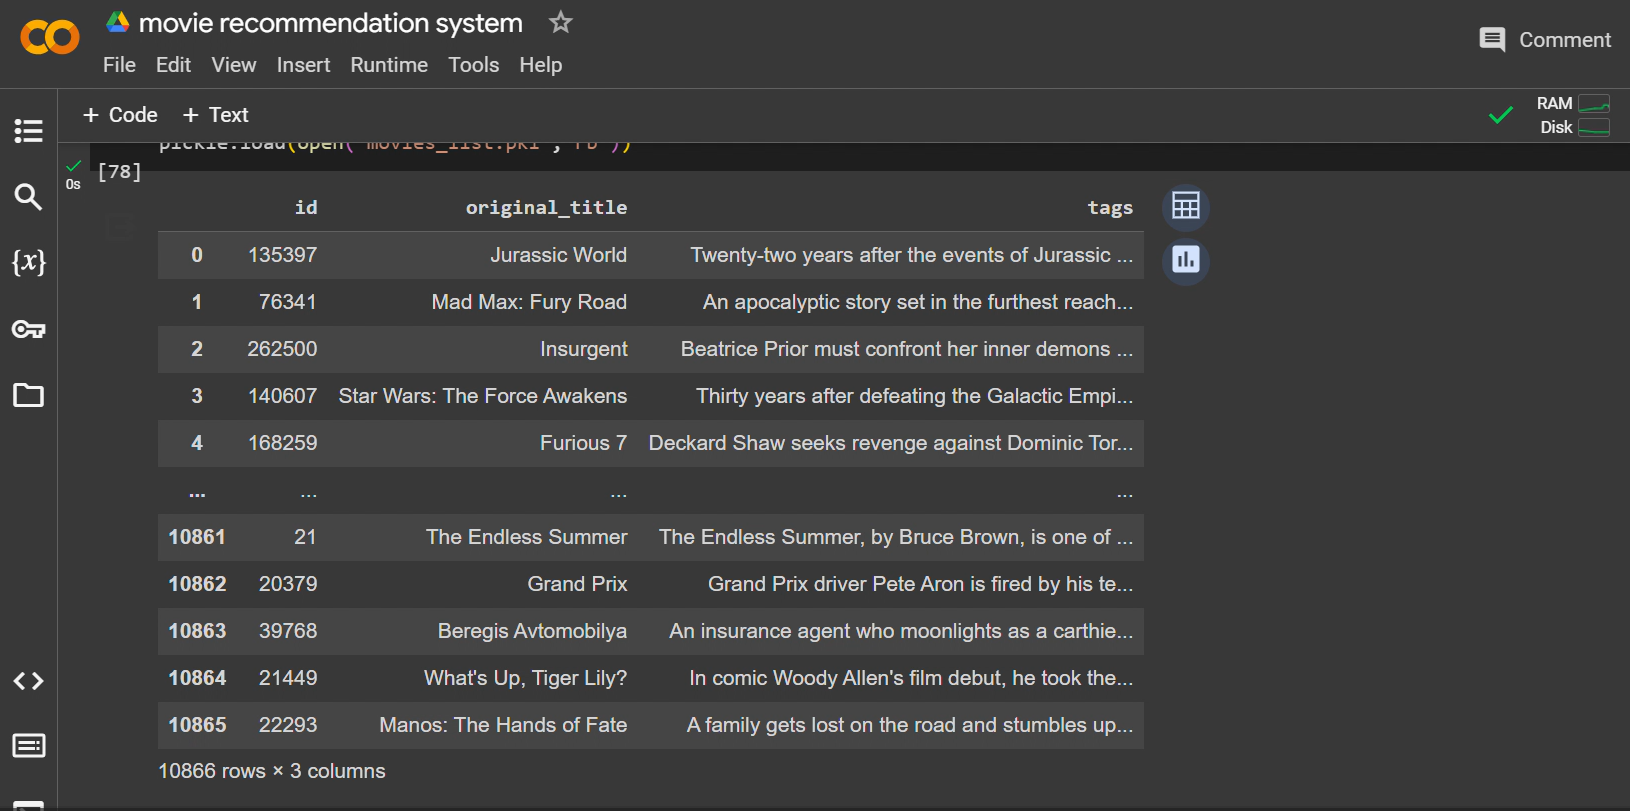 movie recommendation system
File Edit View Insert Runtime Tools Help
Comment
+ Code + Text
RAM
Disk
pickle.load(open('movies_list.pkl', 'rb'))
[78]
0s
id original_title tags
0 135397 Jurassic World Twenty-two years after the events of Jurassic ...
1 76341 Mad Max: Fury Road An apocalyptic story set in the furthest reach...
2 262500 Insurgent Beatrice Prior must confront her inner demons ...
3 140607 Star Wars: The Force Awakens Thirty years after defeating the Galactic Empi...
4 168259 Furious 7 Deckard Shaw seeks revenge against Dominic Tor...
... ... ... ...
10861 21 The Endless Summer The Endless Summer, by Bruce Brown, is one of ...
10862 20379 Grand Prix Grand Prix driver Pete Aron is fired by his te...
10863 39768 Beregis Avtomobilya An insurance agent who moonlights as a carthie...
10864 21449 What's Up, Tiger Lily? In comic Woody Allen's film debut, he took the...
10865 22293 Manos: The Hands of Fate A family gets lost on the road and stumbles up...
10866 rows × 3 columns
{x}